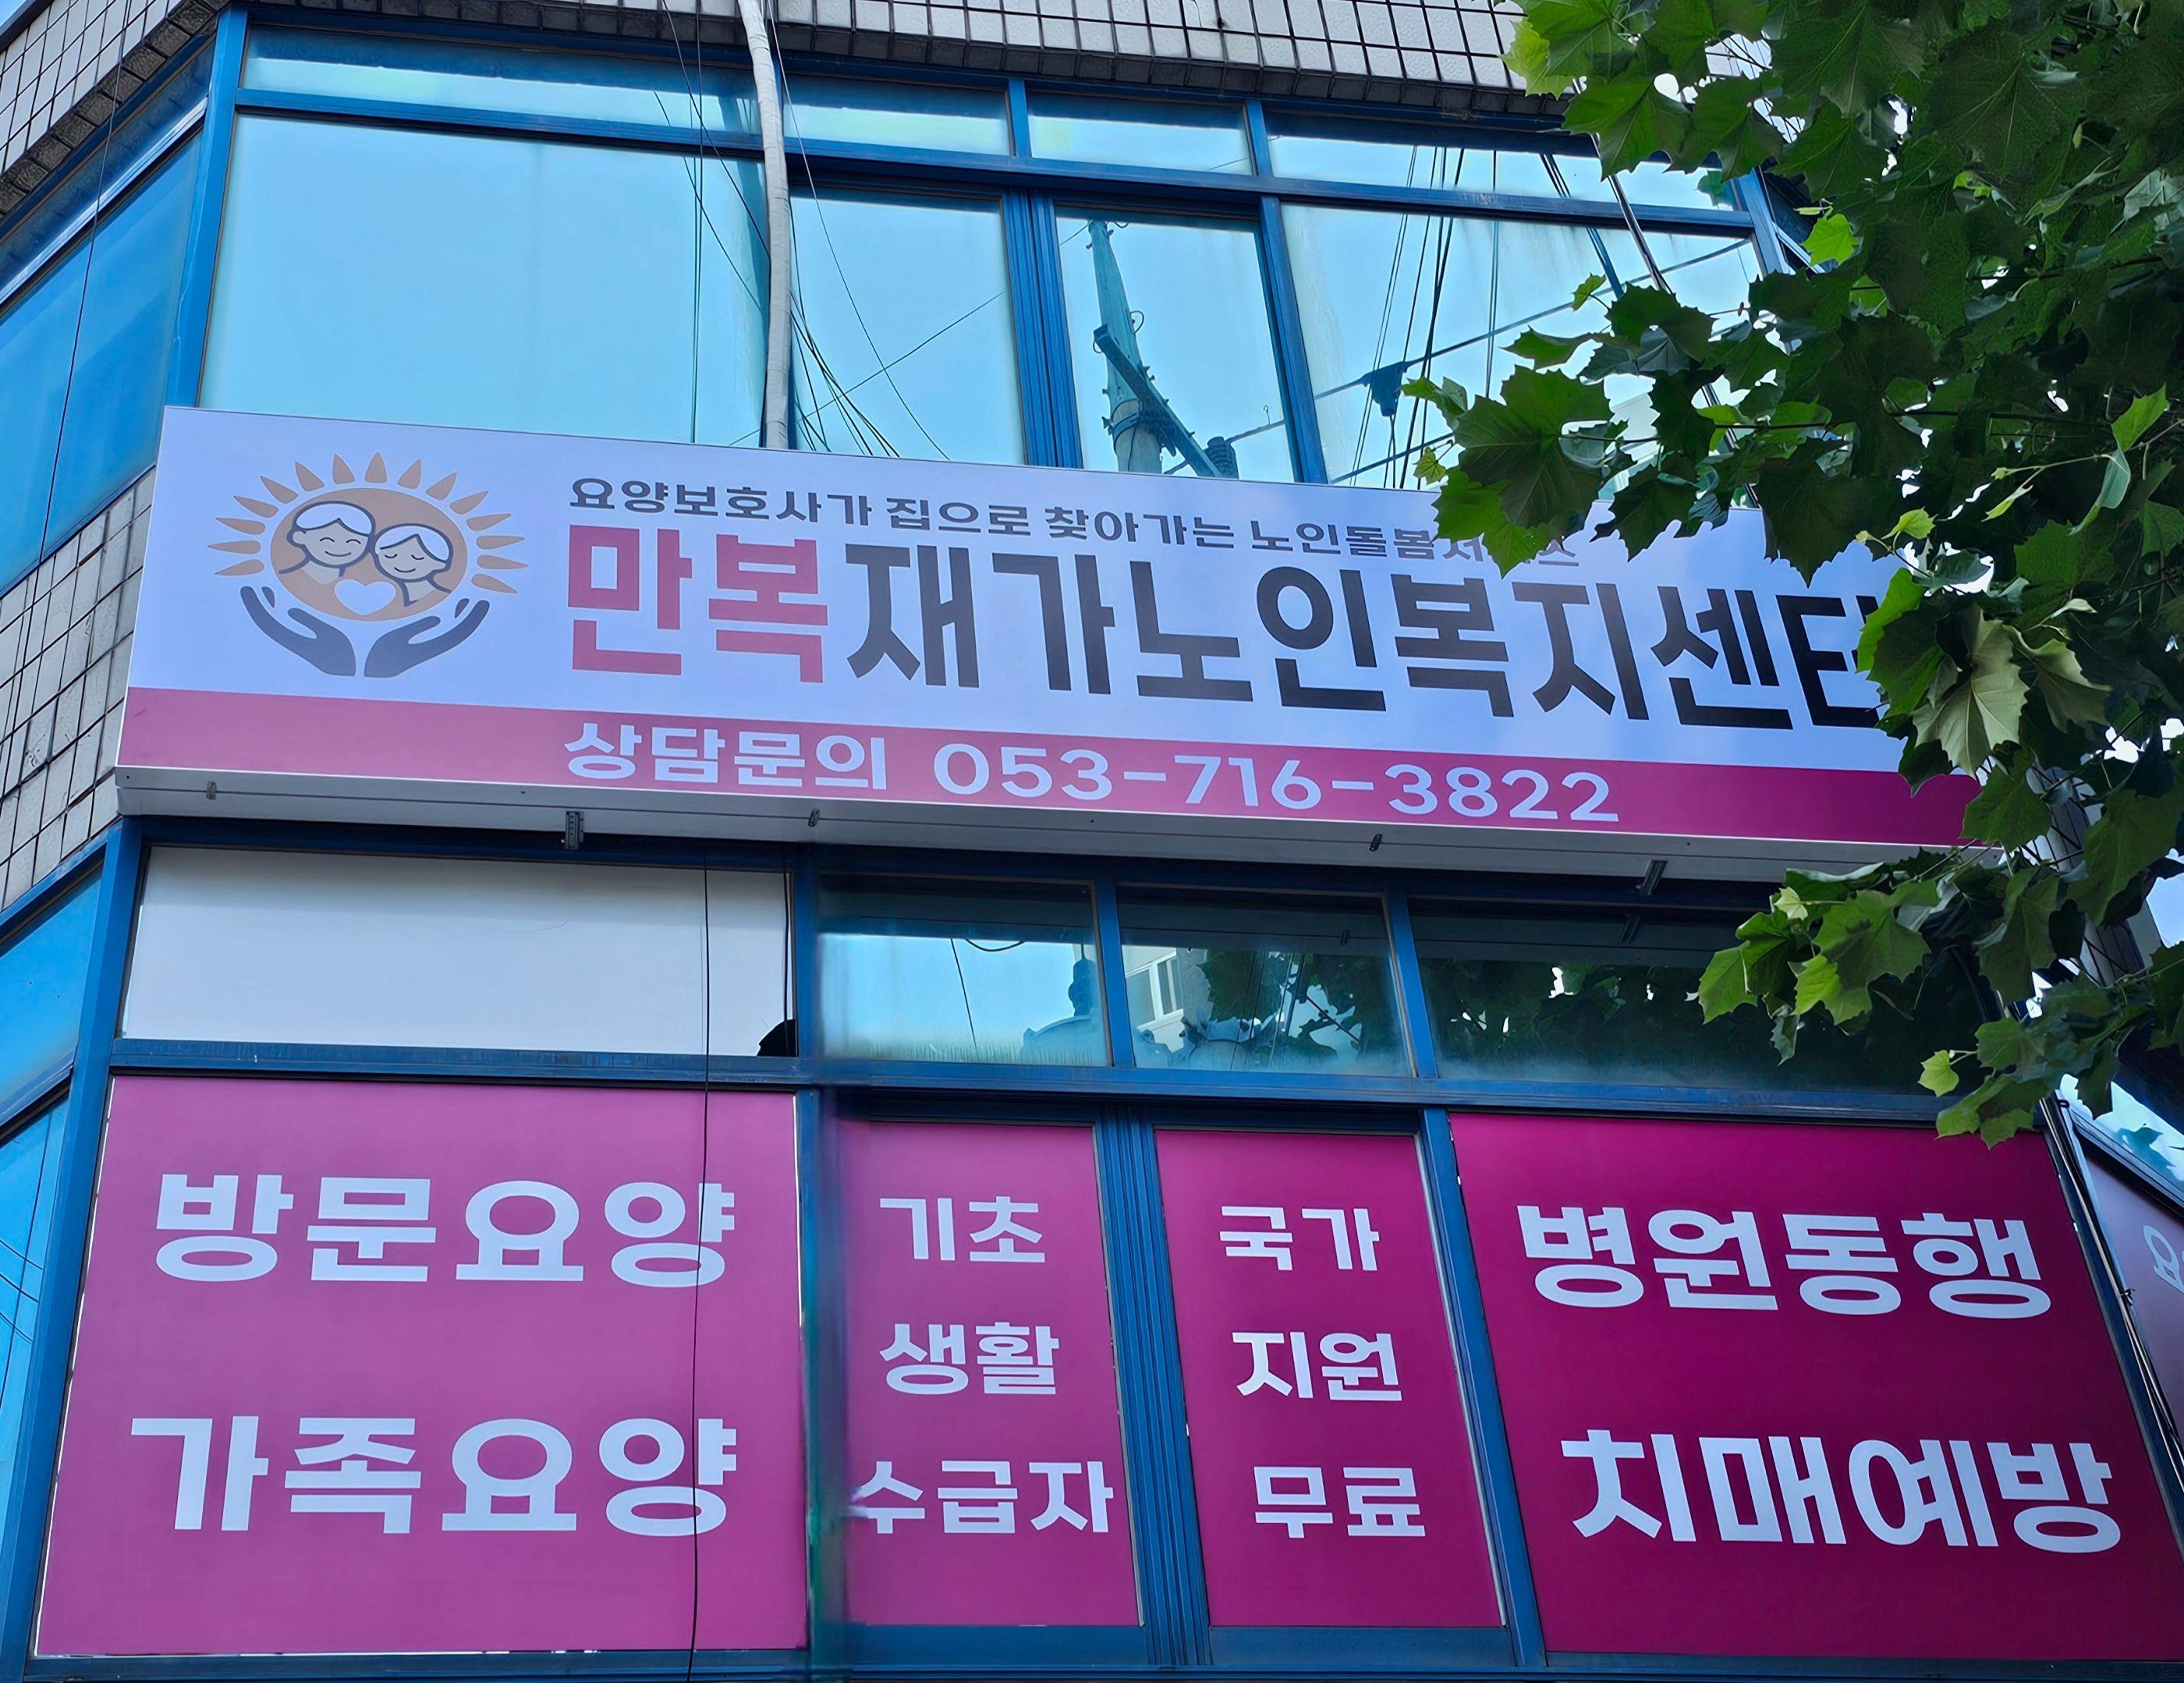 요양보호사가 집으로 찾아가는 노인돌봄서비스
만복재가노인복지센터
상담문의 053-716-3822
방문요양
가족요양
기초
생활
수급자
국가
지원
무료
병원동행
치매예방